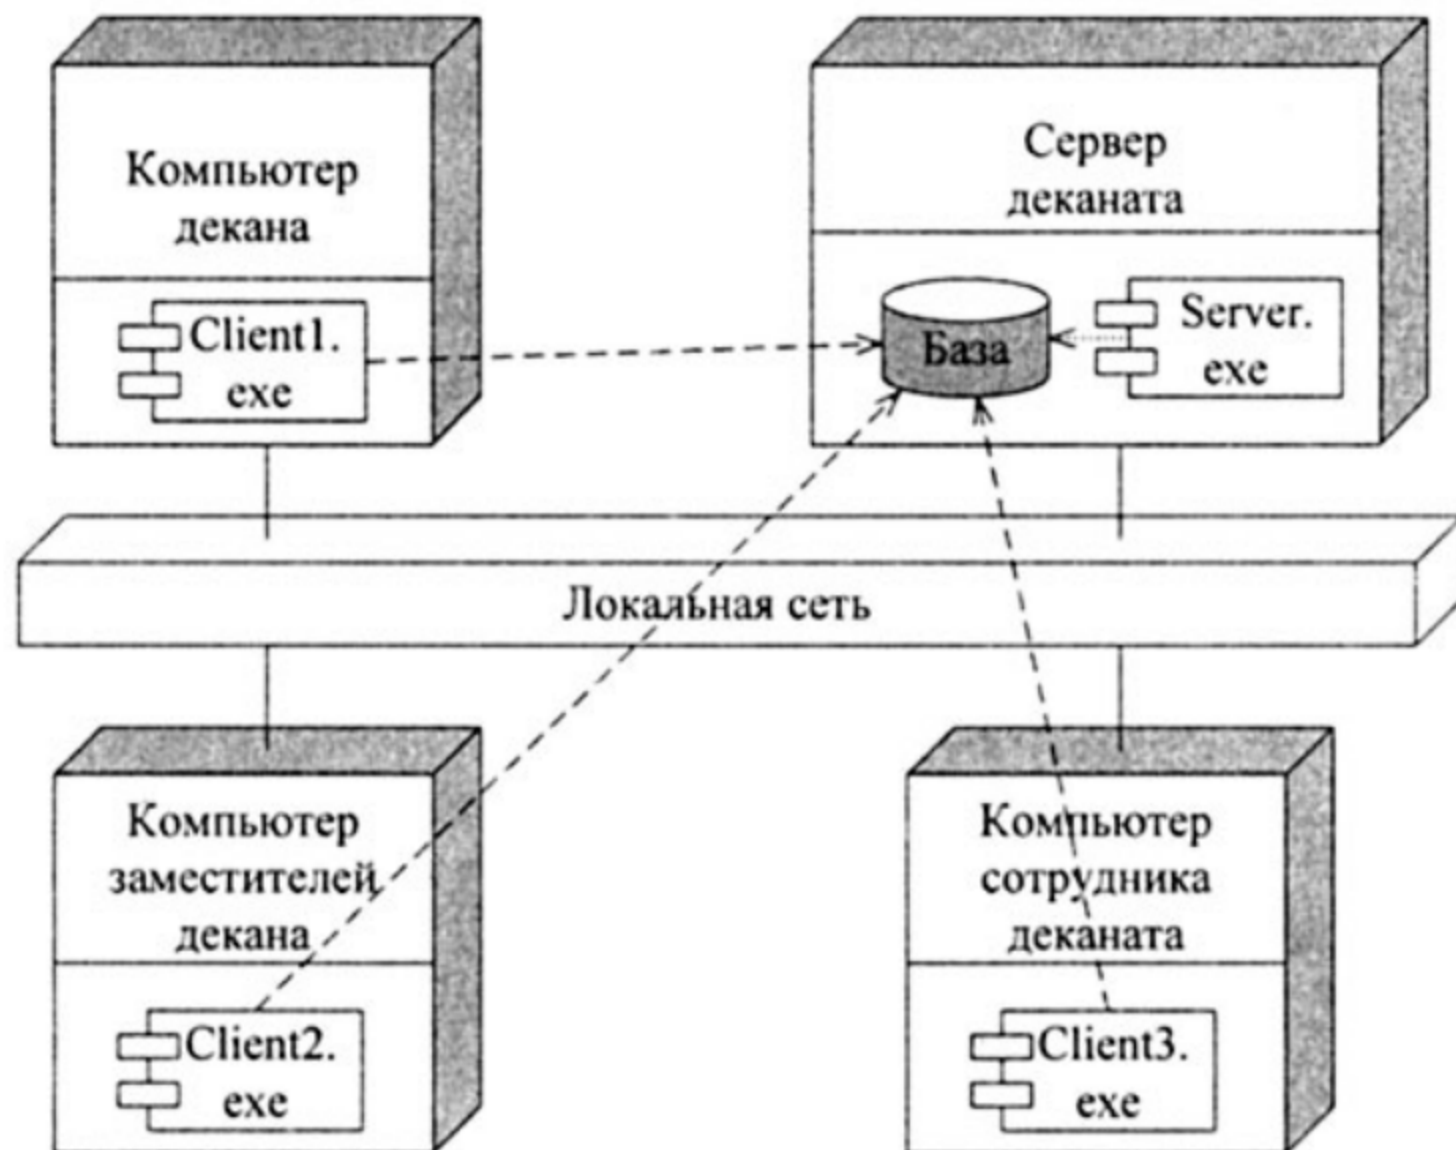 Компьютер
декана
Client1.
exe
Сервер
деканата
База
Server.
exe
Локальная сеть
Компьютер
заместителей
декана
Client2.
exe
Компьютер
сотрудника
деканата
Client3.
exe